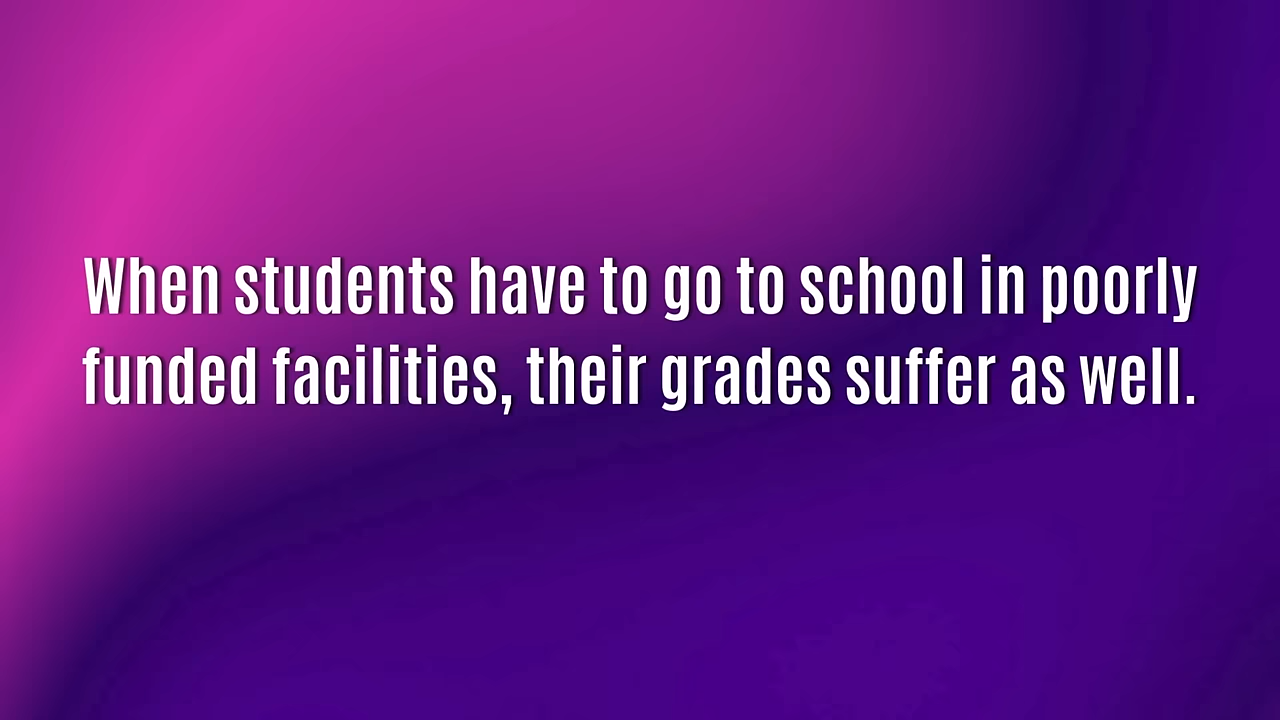 When students have to go to school in poorly
funded facilities, their grades suffer as well.